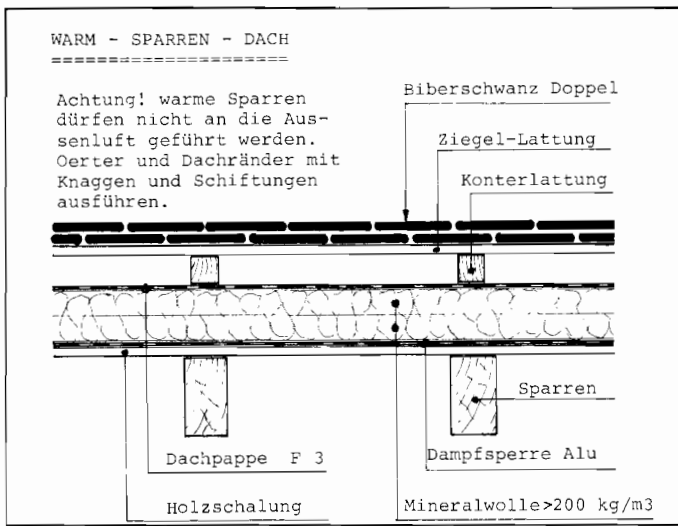 WARM - SPARREN - DACH
Achtung! warme Sparren
dürfen nicht an die Aus-
senluft geführt werden.
Oerter und Dachränder mit
Knaggen und Schiftungen
ausführen.
Biberschwanz Doppel
Ziegel-Lattung
Konterlattung
Sparren
Dachpappe F 3
Dampfsperre Alu
Holzschalung
Mineralwolle>200 kg/m3